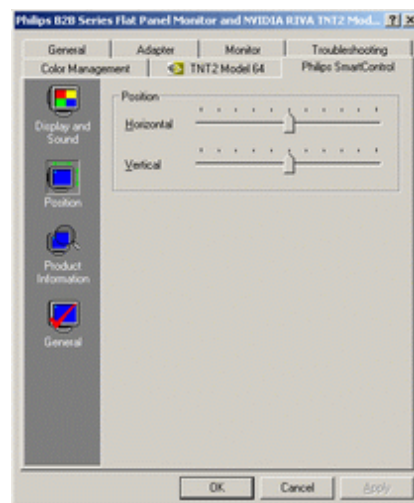 Philips B2B Series Flat Panel Monitor and NVIDIA RIVA TNT2 Mod...
General Adapter Monitor Troubleshooting
Color Management TNT2 Model 64 Philips SmartControl
Display and
Sound
Position
Product
Information
General
Position
Horizontal
Vertical
OK Cancel Apply